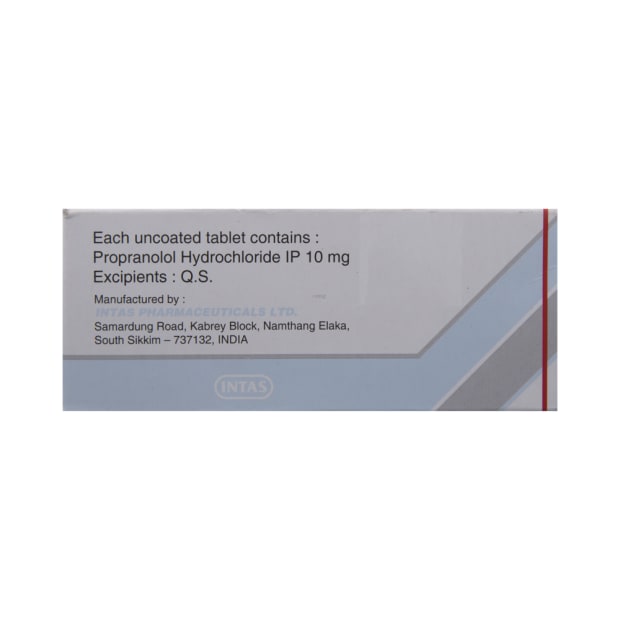 Each uncoated tablet contains :
Propranolol Hydrochloride IP 10 mg
Excipients : Q.S.
Manufactured by :
INTAS PHARMACEUTICALS LTD.
Samardung Road, Kabrey Block, Namthang Elaka,
South Sikkim – 737132, INDIA
INTAS